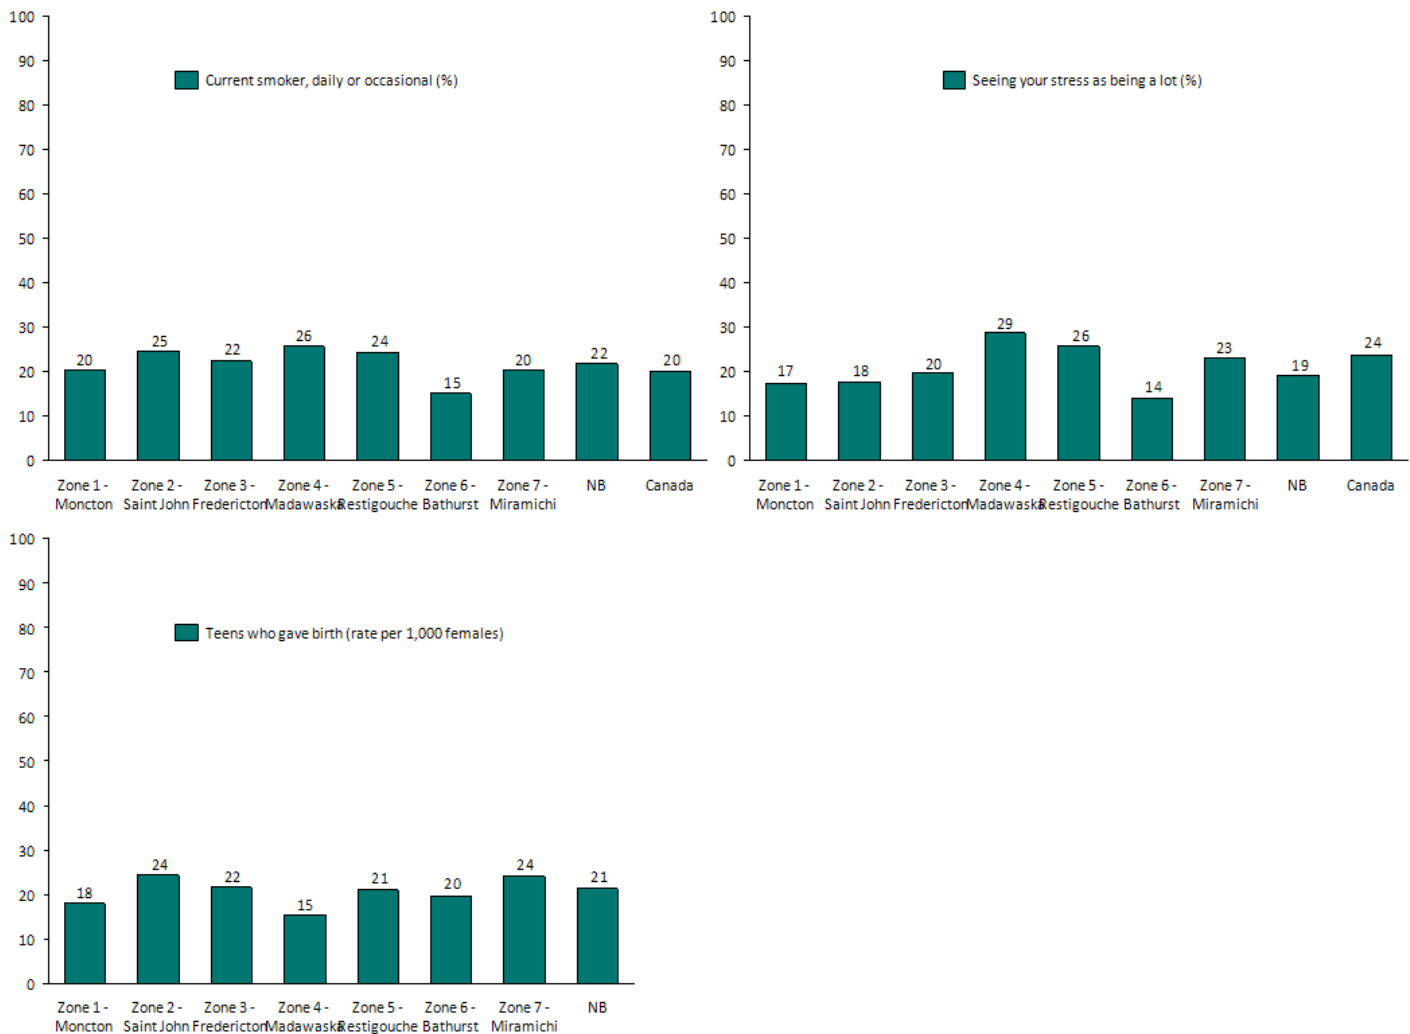 100
90
80
70
60
50
40
30
20
10
0
Current smoker, daily or occasional (%)
20
25
22
26
24
15
20
22
20
Zone 1 - Moncton
Zone 2 - Saint John
Zone 3 - Fredericton
Zone 4 - Madawaska
Zone 5 - Restigouche
Zone 6 - Bathurst
Zone 7 - Miramichi
NB
Canada
100
90
80
70
60
50
40
30
20
10
0
Seeing your stress as being a lot (%)
17
18
20
29
26
14
23
19
24
Zone 1 - Moncton
Zone 2 - Saint John
Zone 3 - Fredericton
Zone 4 - Madawaska
Zone 5 - Restigouche
Zone 6 - Bathurst
Zone 7 - Miramichi
NB
Canada
100
90
80
70
60
50
40
30
20
10
0
Teens who gave birth (rate per 1,000 females)
18
24
22
15
21
20
24
21
Zone 1 - Moncton
Zone 2 - Saint John
Zone 3 - Fredericton
Zone 4 - Madawaska
Zone 5 - Restigouche
Zone 6 - Bathurst
Zone 7 - Miramichi
NB